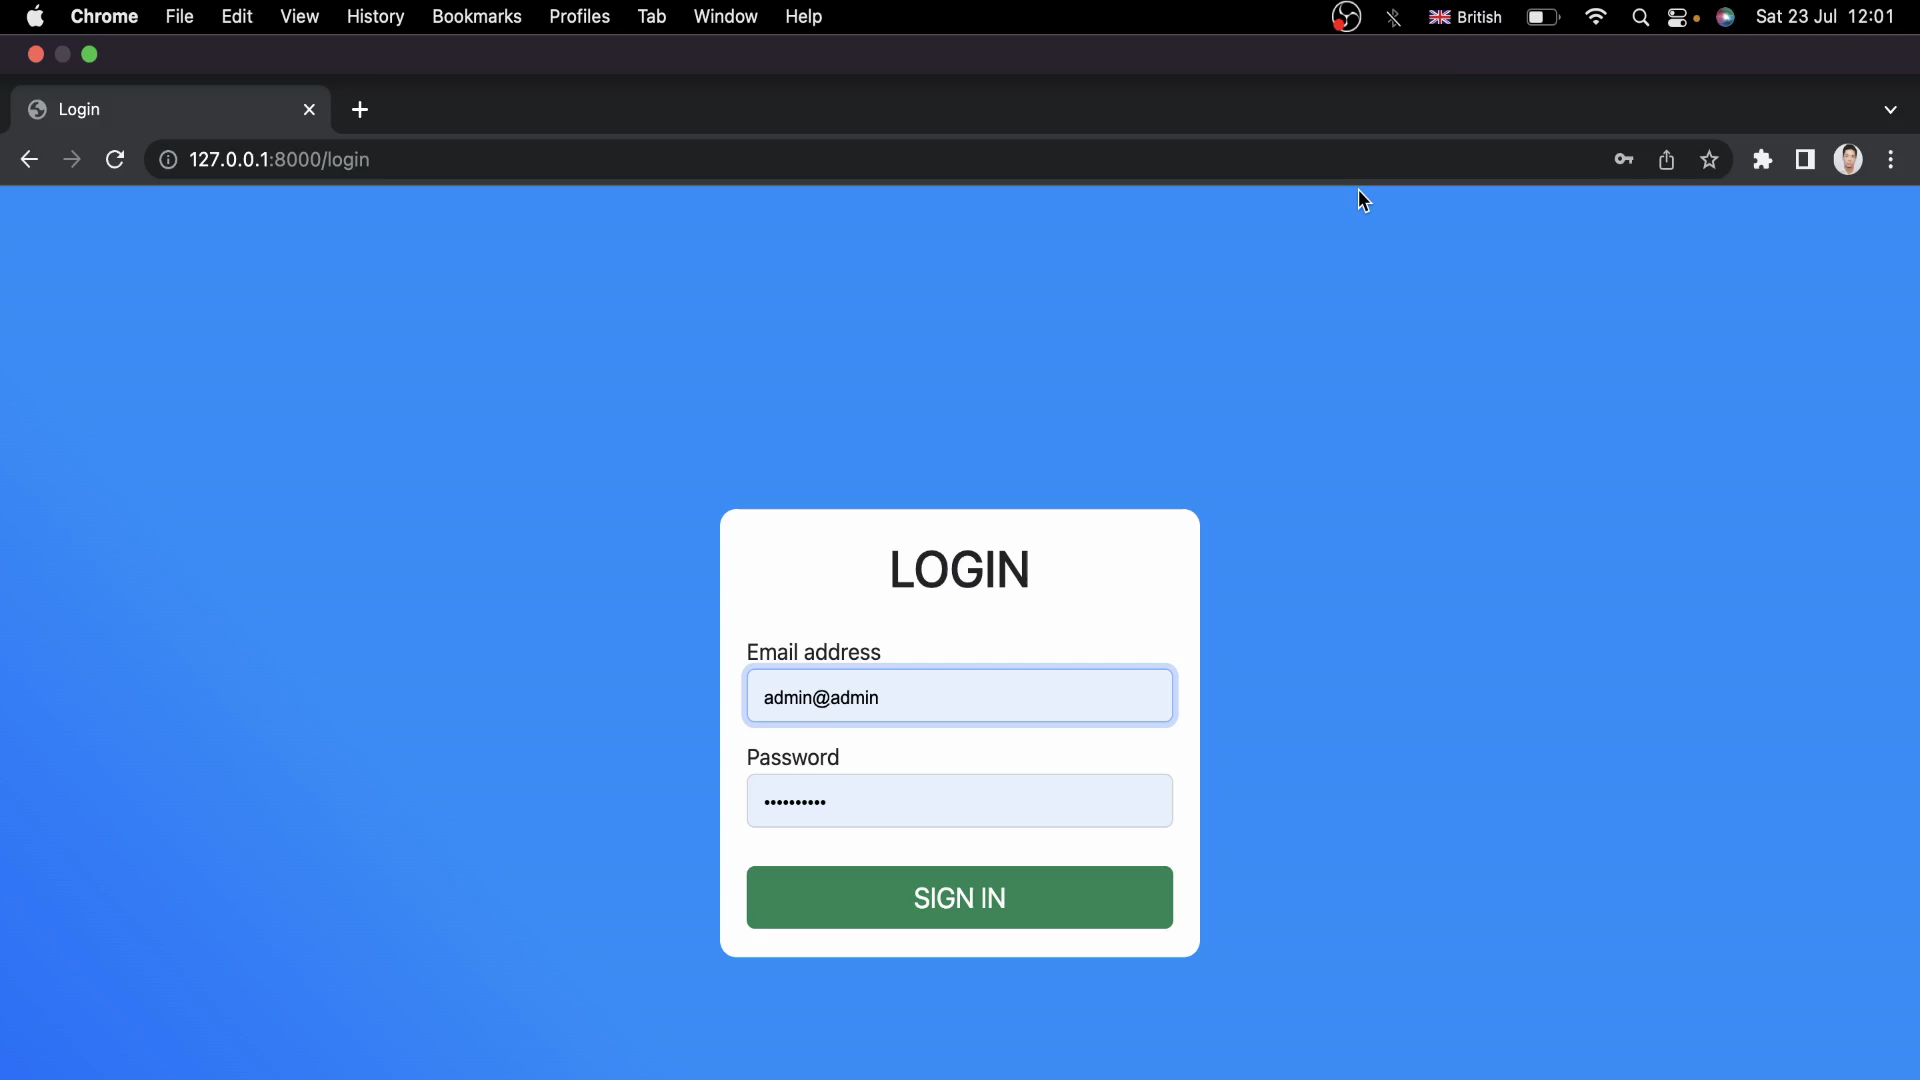 Chrome File Edit View History Bookmarks Profiles Tab Window Help British Sat 23 Jul 12:01
Login
127.0.0.1:8000/login
LOGIN
Email address
admin@admin
Password
••••••••••
SIGN IN